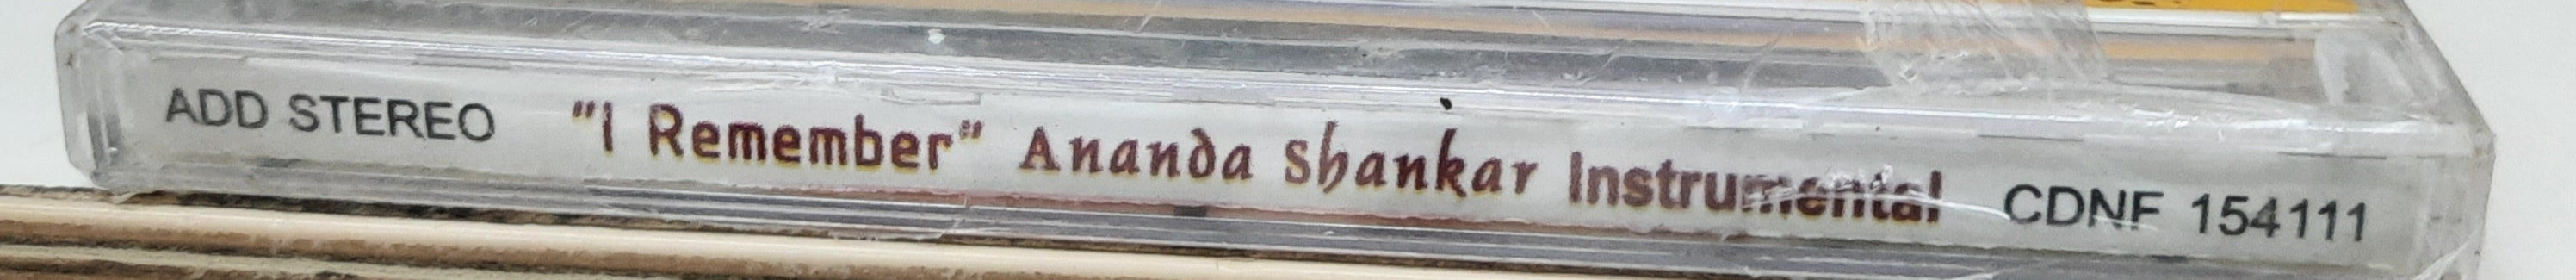 ADD STEREO "I Remember" Ananda Shankar Instrumental CDNF 154111